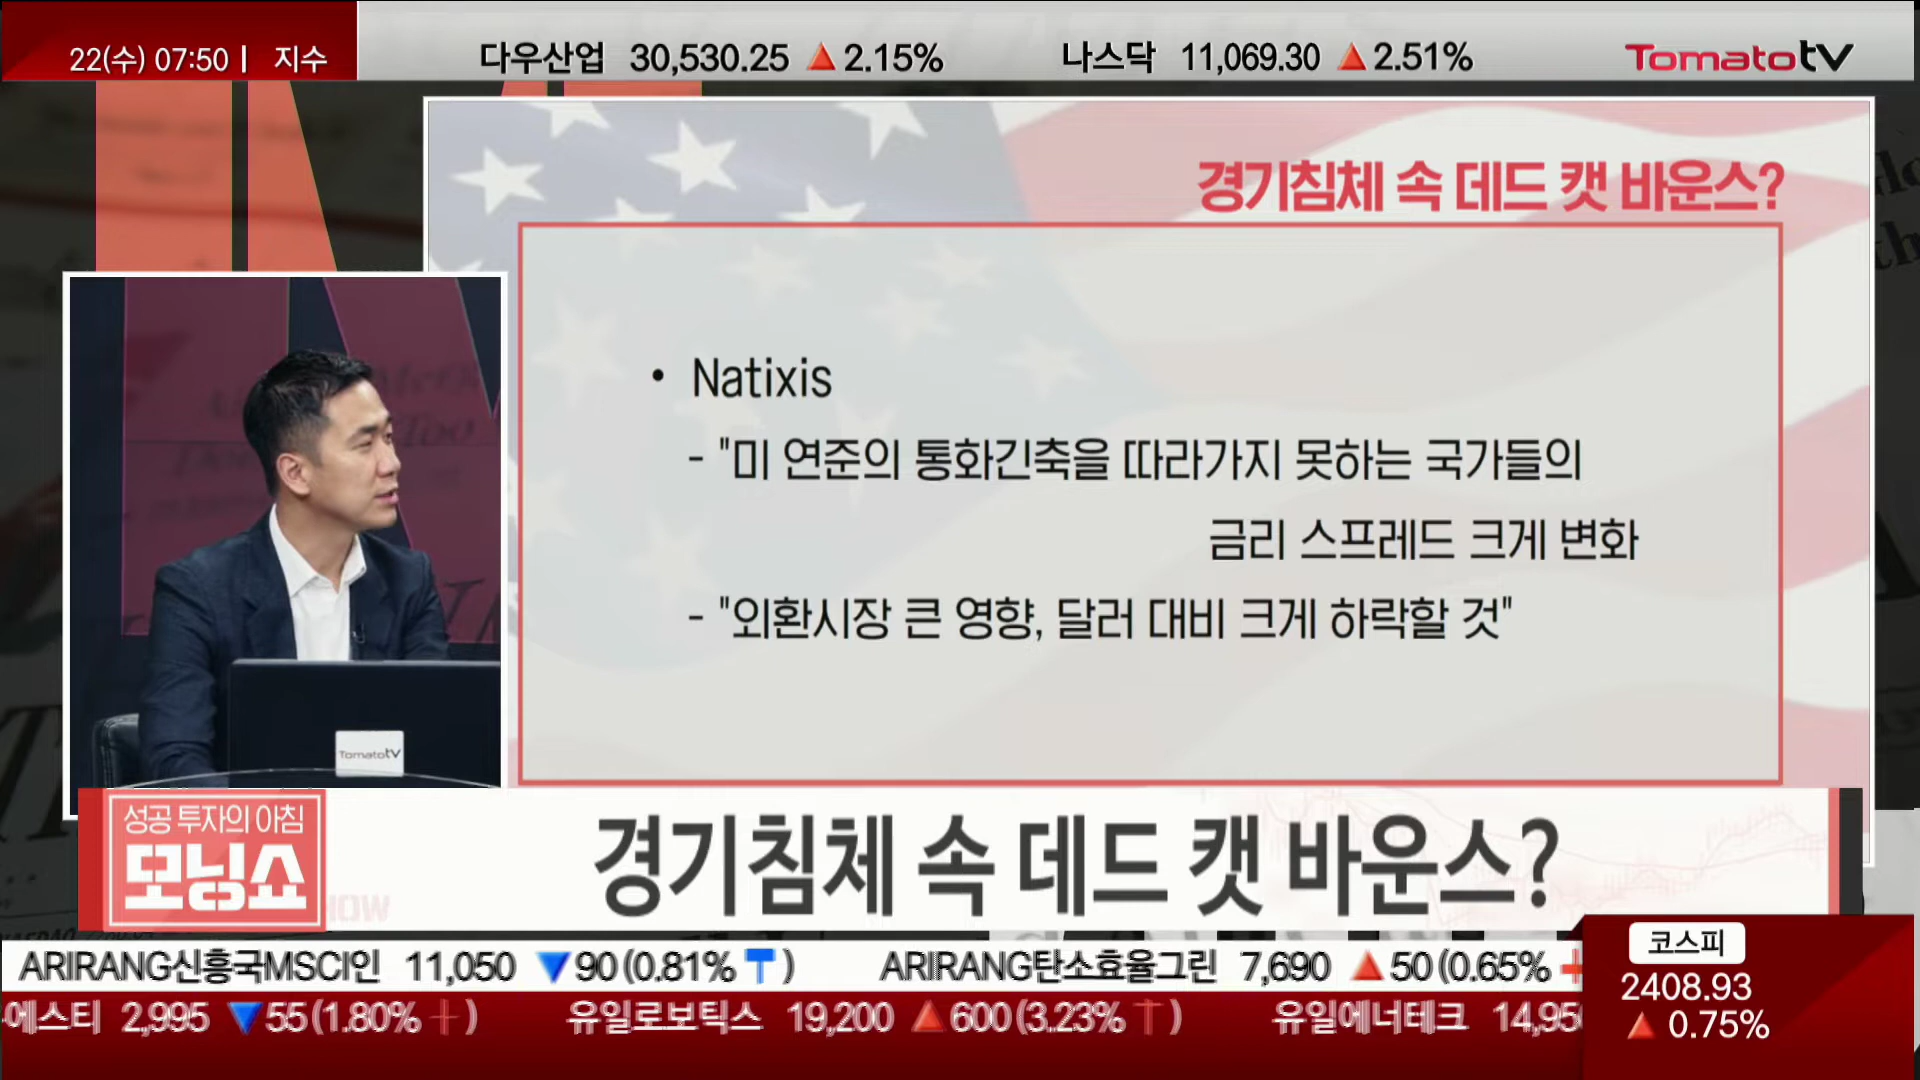 22(수) 07:50 | 지수
다우산업 30,530.25 ▲ 2.15% 나스닥 11,069.30 ▲ 2.51%
Tomatotv
경기침체 속 데드 캣 바운스?
• Natixis
- "미 연준의 통화긴축을 따라가지 못하는 국가들의
금리 스프레드 크게 변화
- "외환시장 큰 영향, 달러 대비 크게 하락할 것"
Tomatotv
성공 투자의 아침
모닝쇼
경기침체 속 데드 캣 바운스?
ARIRANG신흥국MSCI인 11,050 ▼ 90 (0.81% ) ARIRANG탄소효율그린 7,690 ▲ 50 (0.65%
에스티 2,995 ▼ 55 (1.80% ) 유일로보틱스 19,200 ▲ 600 (3.23% ) 유일에너테크
코스피
2408.93
▲ 0.75%